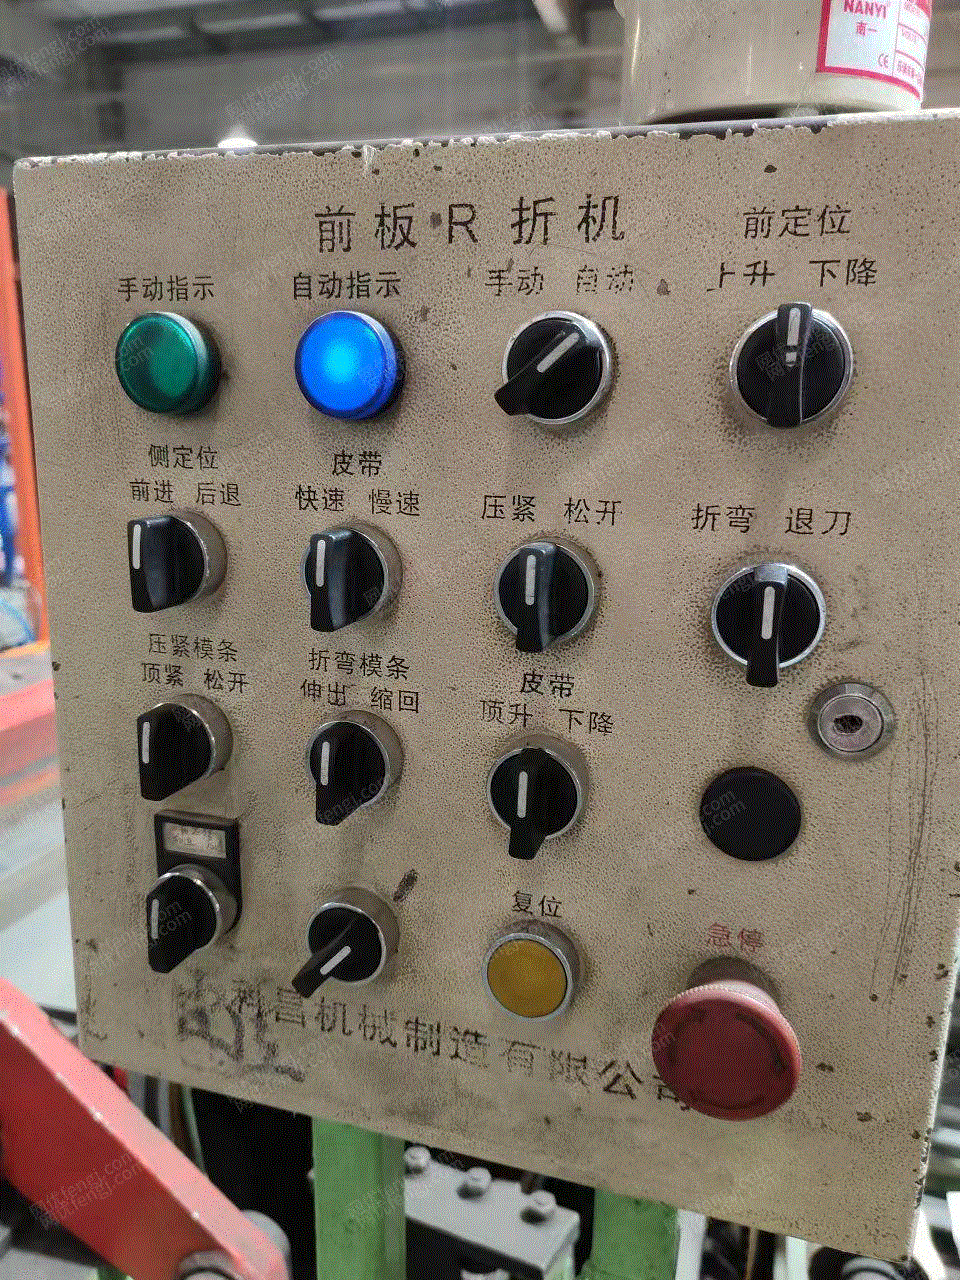 NANYI
南一
CE
前板R折机
手动指示 自动指示 手动 自动
前定位
上升 下降
侧定位
前进 后退
皮带
快速 慢速
压紧 松开
折弯 退刀
压紧模条
顶紧 松开
折弯模条
伸出 缩回
皮带
顶升 下降
复位
急停
机械制造有限公司